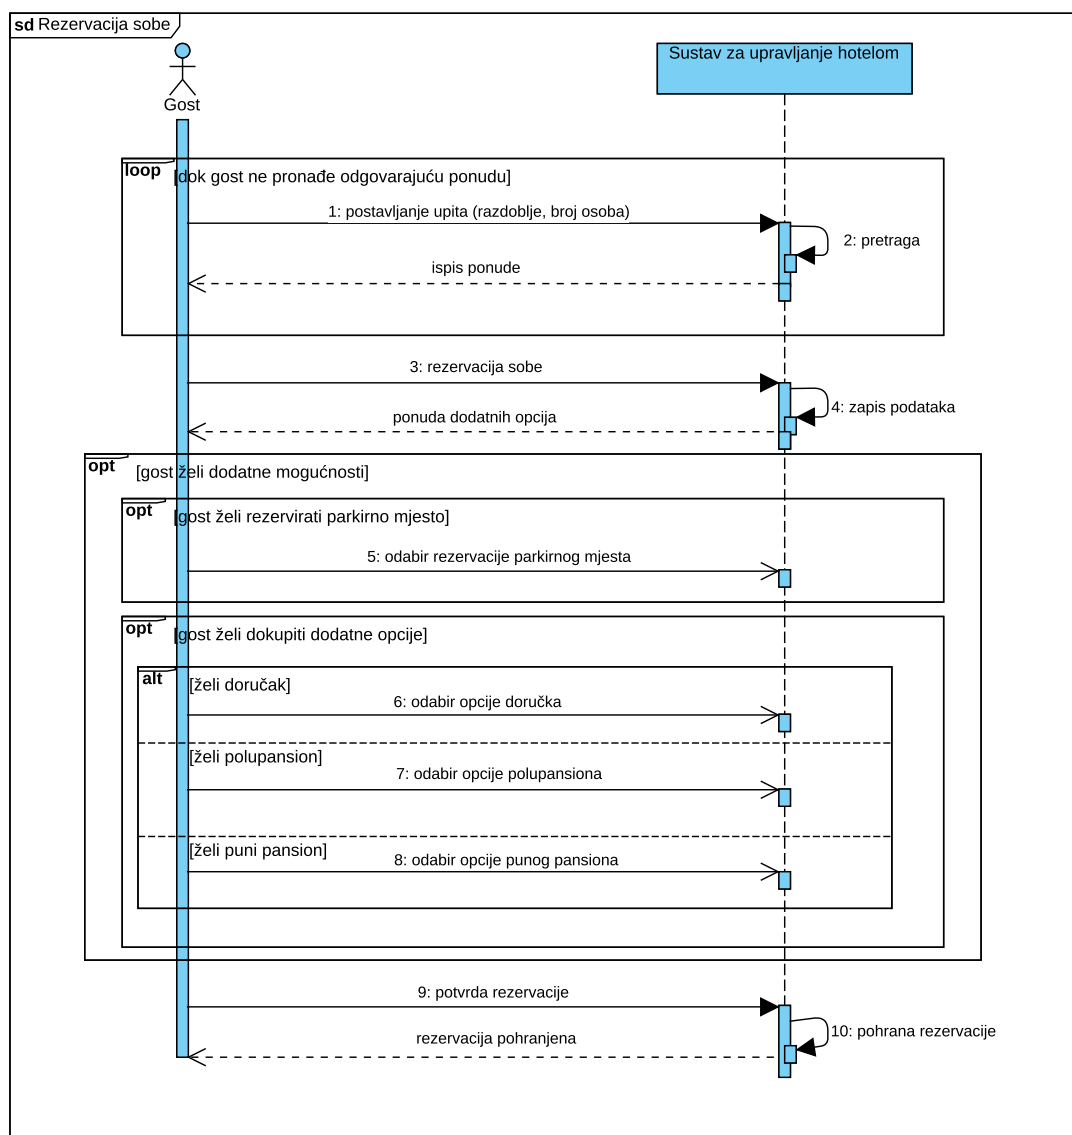 sd Rezervacija sobe
Gost
Sustav za upravljanje hotelom
loop
[dok gost ne pronađe odgovarajuću ponudu]
1: postavljanje upita (razdoblje, broj osoba)
2: pretraga
ispis ponude
3: rezervacija sobe
4: zapis podataka
ponuda dodatnih opcija
opt
[gost želi dodatne mogućnosti]
opt
[gost želi rezervirati parkirno mjesto]
5: odabir rezervacije parkirnog mjesta
opt
[gost želi dokupiti dodatne opcije]
alt
[želi doručak]
6: odabir opcije doručka
[želi polupansion]
7: odabir opcije polupansiona
[želi puni pansion]
8: odabir opcije punog pansiona
9: potvrda rezervacije
10: pohrana rezervacije
rezervacija pohranjena